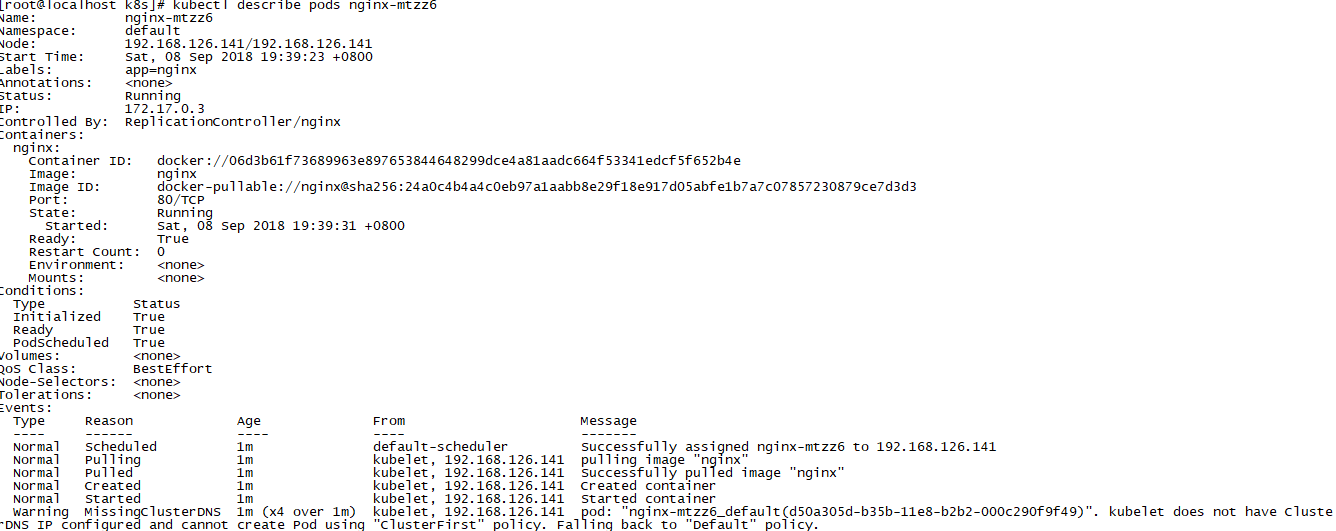 [root@localhost k8s]# kubectl describe pods nginx-mtzz6
Name:           nginx-mtzz6
Namespace:      default
Node:           192.168.126.141/192.168.126.141
Start Time:     Sat, 08 Sep 2018 19:39:23 +0800
Labels:         app=nginx
Annotations:    <none>
Status:         Running
IP:             172.17.0.3
Controlled By:  ReplicationController/nginx
Containers:
  nginx:
    Container ID:   docker://06d3b61f73689963e897653844648299dce4a81aadc664f53341edcf5f652b4e
    Image:          nginx
    Image ID:       docker-pullable://nginx@sha256:24a0c4b4a4c0eb97a1aabb8e29f18e917d05abfe1b7a7c07857230879ce7d3d3
    Port:           80/TCP
    State:          Running
      Started:      Sat, 08 Sep 2018 19:39:31 +0800
    Ready:          True
    Restart Count:  0
    Environment:    <none>
    Mounts:         <none>
Conditions:
  Type           Status
  Initialized    True
  Ready          True
  PodScheduled   True
Volumes:         <none>
QoS Class:       BestEffort
Node-Selectors:  <none>
Tolerations:     <none>
Events:
  Type     Reason             Age               From                     Message
  ----     ------             ----              ----                     -------
  Normal   Scheduled          1m                default-scheduler        Successfully assigned nginx-mtzz6 to 192.168.126.141
  Normal   Pulling            1m                kubelet, 192.168.126.141  pulling image "nginx"
  Normal   Pulled             1m                kubelet, 192.168.126.141  Successfully pulled image "nginx"
  Normal   Created            1m                kubelet, 192.168.126.141  Created container
  Normal   Started            1m                kubelet, 192.168.126.141  Started container
  Warning  MissingClusterDNS  1m (x4 over 1m)  kubelet, 192.168.126.141  pod: "nginx-mtzz6_default(d50a305d-b35b-11e8-b2b2-000c290f9f49)". kubelet does not have Cluste
rDNS IP configured and cannot create Pod using "ClusterFirst" policy. Falling back to "Default" policy.